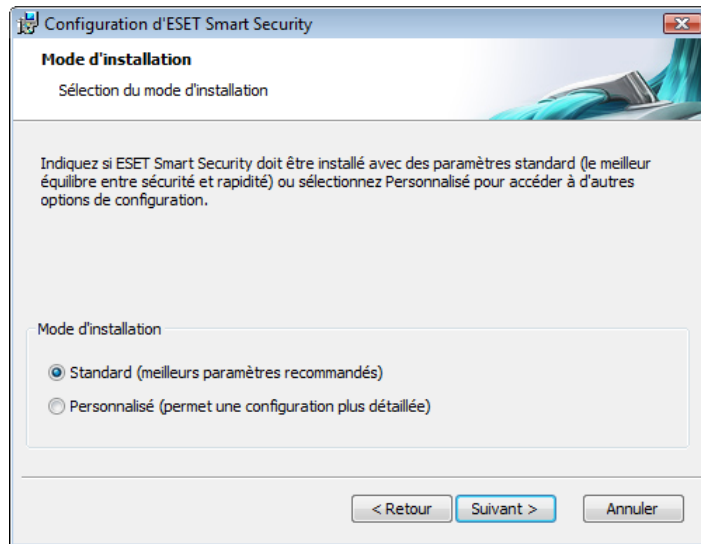 Configuration d'ESET Smart Security
Mode d'installation
Sélection du mode d'installation
Indiquez si ESET Smart Security doit être installé avec des paramètres standard (le meilleur
équilibre entre sécurité et rapidité) ou sélectionnez Personnalisé pour accéder à d'autres
options de configuration.
Mode d'installation
Standard (meilleurs paramètres recommandés)
Personnalisé (permet une configuration plus détaillée)
< Retour
Suivant >
Annuler